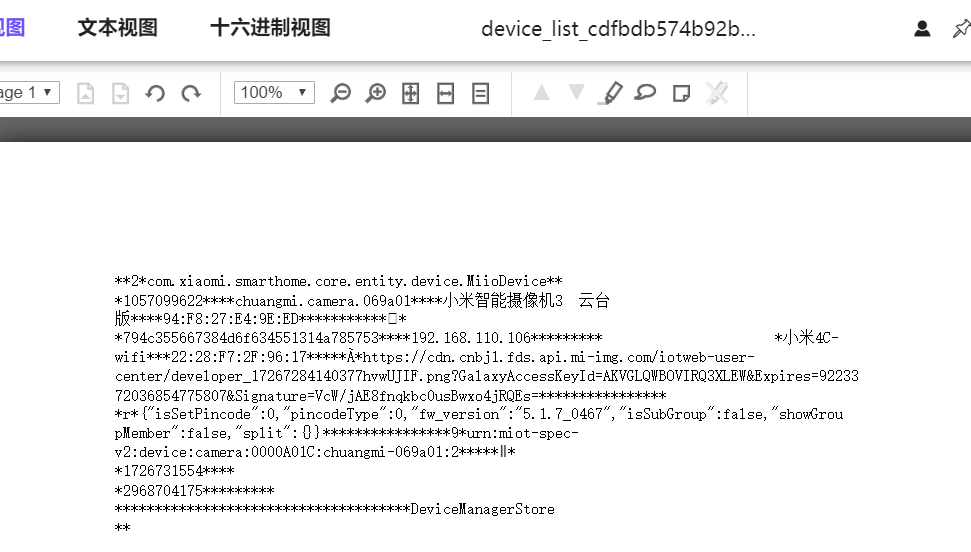 视图 文本视图 十六进制视图 device_list_cdfbdb574b92b...
age 1 100%
**2*com.xiaomi.smarthome.core.entity.device.MiioDevice**
*1057099622****chuangmi.camera.069a01****小米智能摄像机3 云台
版****94:F8:27:E4:9E:ED***********□*
*794c355667384d6f634551314a785753****192.168.110.106********* *小米4C-
wifi***22:28:F7:2F:96:17*****À*https://cdn.cnbj1.fds.api.mi-img.com/iotweb-user-
center/developer_17267284140377hvwUJIF.png?GalaxyAccessKeyId=AKVGLQWBOVIRQ3XLEW&Expires=92233
72036854775807&Signature=VcW/jAE8fnqkbc0usBwxo4jRQEs=****************
*r*{"isSetPincode":0,"pincodeType":0,"fw_version":"5.1.7_0467","isSubGroup":false,"showGrou
pMember":false,"split":{}}****************9*urn:miot-spec-
v2:device:camera:0000A01C:chuangmi-069a01:2*****‖*
*1726731554****
*2968704175*********
*************************************DeviceManagerStore
**